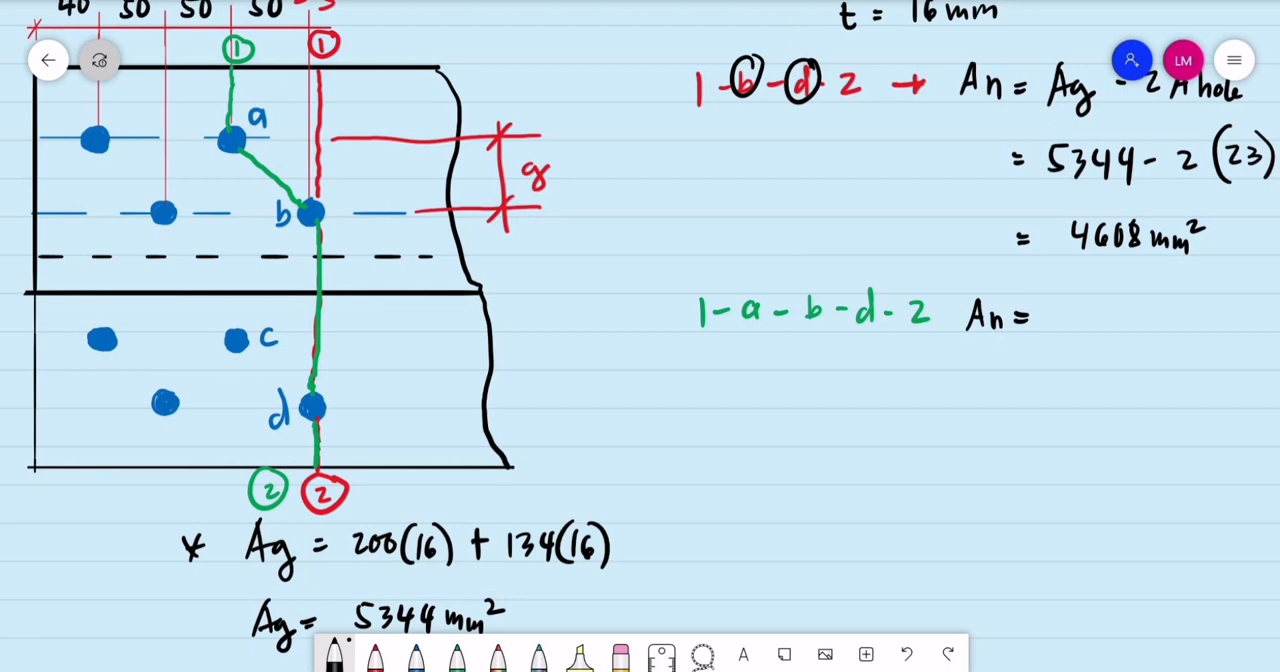 40 50 50 50
t = 16 mm
1 1
1 - b - d - 2 → An = Ag - 2 A hole
LM
a
= 5344 - 2 (23)
g
b
= 4608 mm²
1 - a - b - d - 2 An =
c
d
2 2
* Ag = 200(16) + 134(16)
Ag = 5344 mm²
A